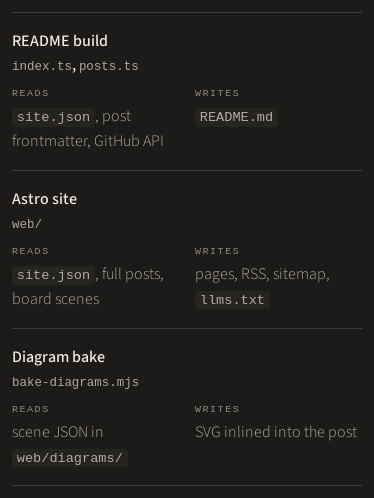 README build
index.ts, posts.ts
READS
WRITES
site.json, post
README.md
frontmatter, GitHub API
Astro site
web/
READS
WRITES
site.json, full posts,
pages, RSS, sitemap,
board scenes
llms.txt
Diagram bake
bake-diagrams.mjs
READS
WRITES
scene JSON in
SVG inlined into the post
web/diagrams/